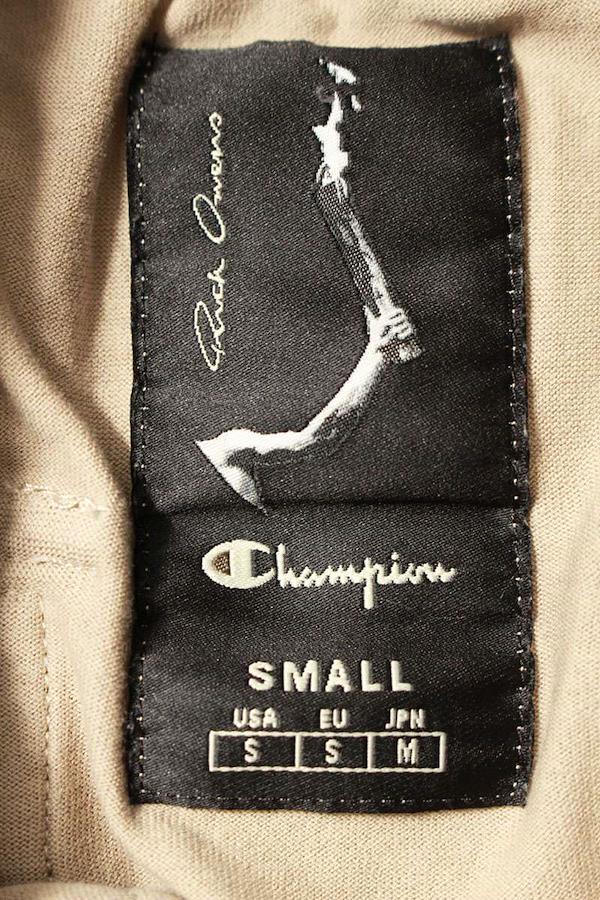 Rick Owens
Champion
SMALL
USA EU JPN
S S M